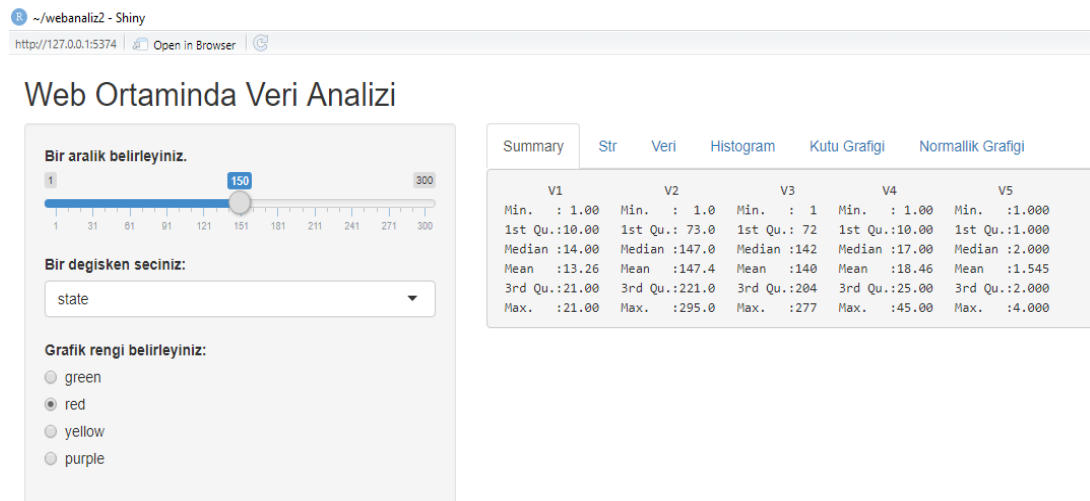 R ~/webanaliz2 - Shiny
http://127.0.0.1:5374 Open in Browser
Web Ortaminda Veri Analizi
Bir aralik belirleyiniz.
1 150 300
1 31 61 91 121 151 181 211 241 271 300
Bir degisken seciniz:
state
Grafik rengi belirleyiniz:
green
red
yellow
purple
Summary Str Veri Histogram Kutu Grafigi Normallik Grafigi
V1 V2 V3 V4 V5
Min. : 1.00 Min. : 1.0 Min. : 1 Min. : 1.00 Min. :1.000
1st Qu.:10.00 1st Qu.: 73.0 1st Qu.: 72 1st Qu.:10.00 1st Qu.:1.000
Median :14.00 Median :147.0 Median :142 Median :17.00 Median :2.000
Mean :13.26 Mean :147.4 Mean :140 Mean :18.46 Mean :1.545
3rd Qu.:21.00 3rd Qu.:221.0 3rd Qu.:204 3rd Qu.:25.00 3rd Qu.:2.000
Max. :21.00 Max. :295.0 Max. :277 Max. :45.00 Max. :4.000